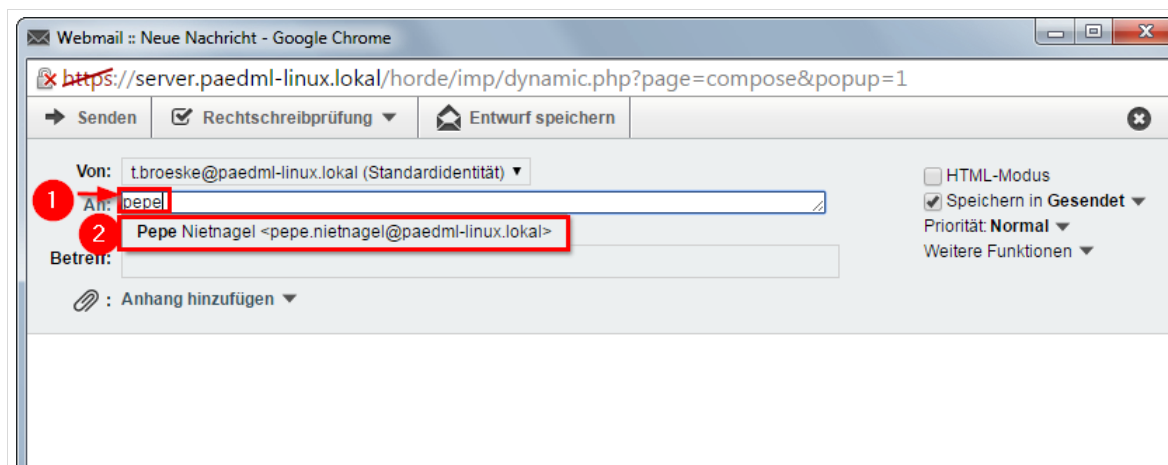 Webmail :: Neue Nachricht - Google Chrome
https://server.paedml-linux.lokal/horde/imp/dynamic.php?page=compose&popup=1
Senden Rechtschreibprüfung Entwurf speichern
Von: t.broeske@paedml-linux.lokal (Standardidentität)
HTML-Modus
1 An: pepe
Speichern in Gesendet
2 Pepe Nietnagel <pepe.nietnagel@paedml-linux.lokal>
Priorität: Normal
Betreff:
Weitere Funktionen
: Anhang hinzufügen